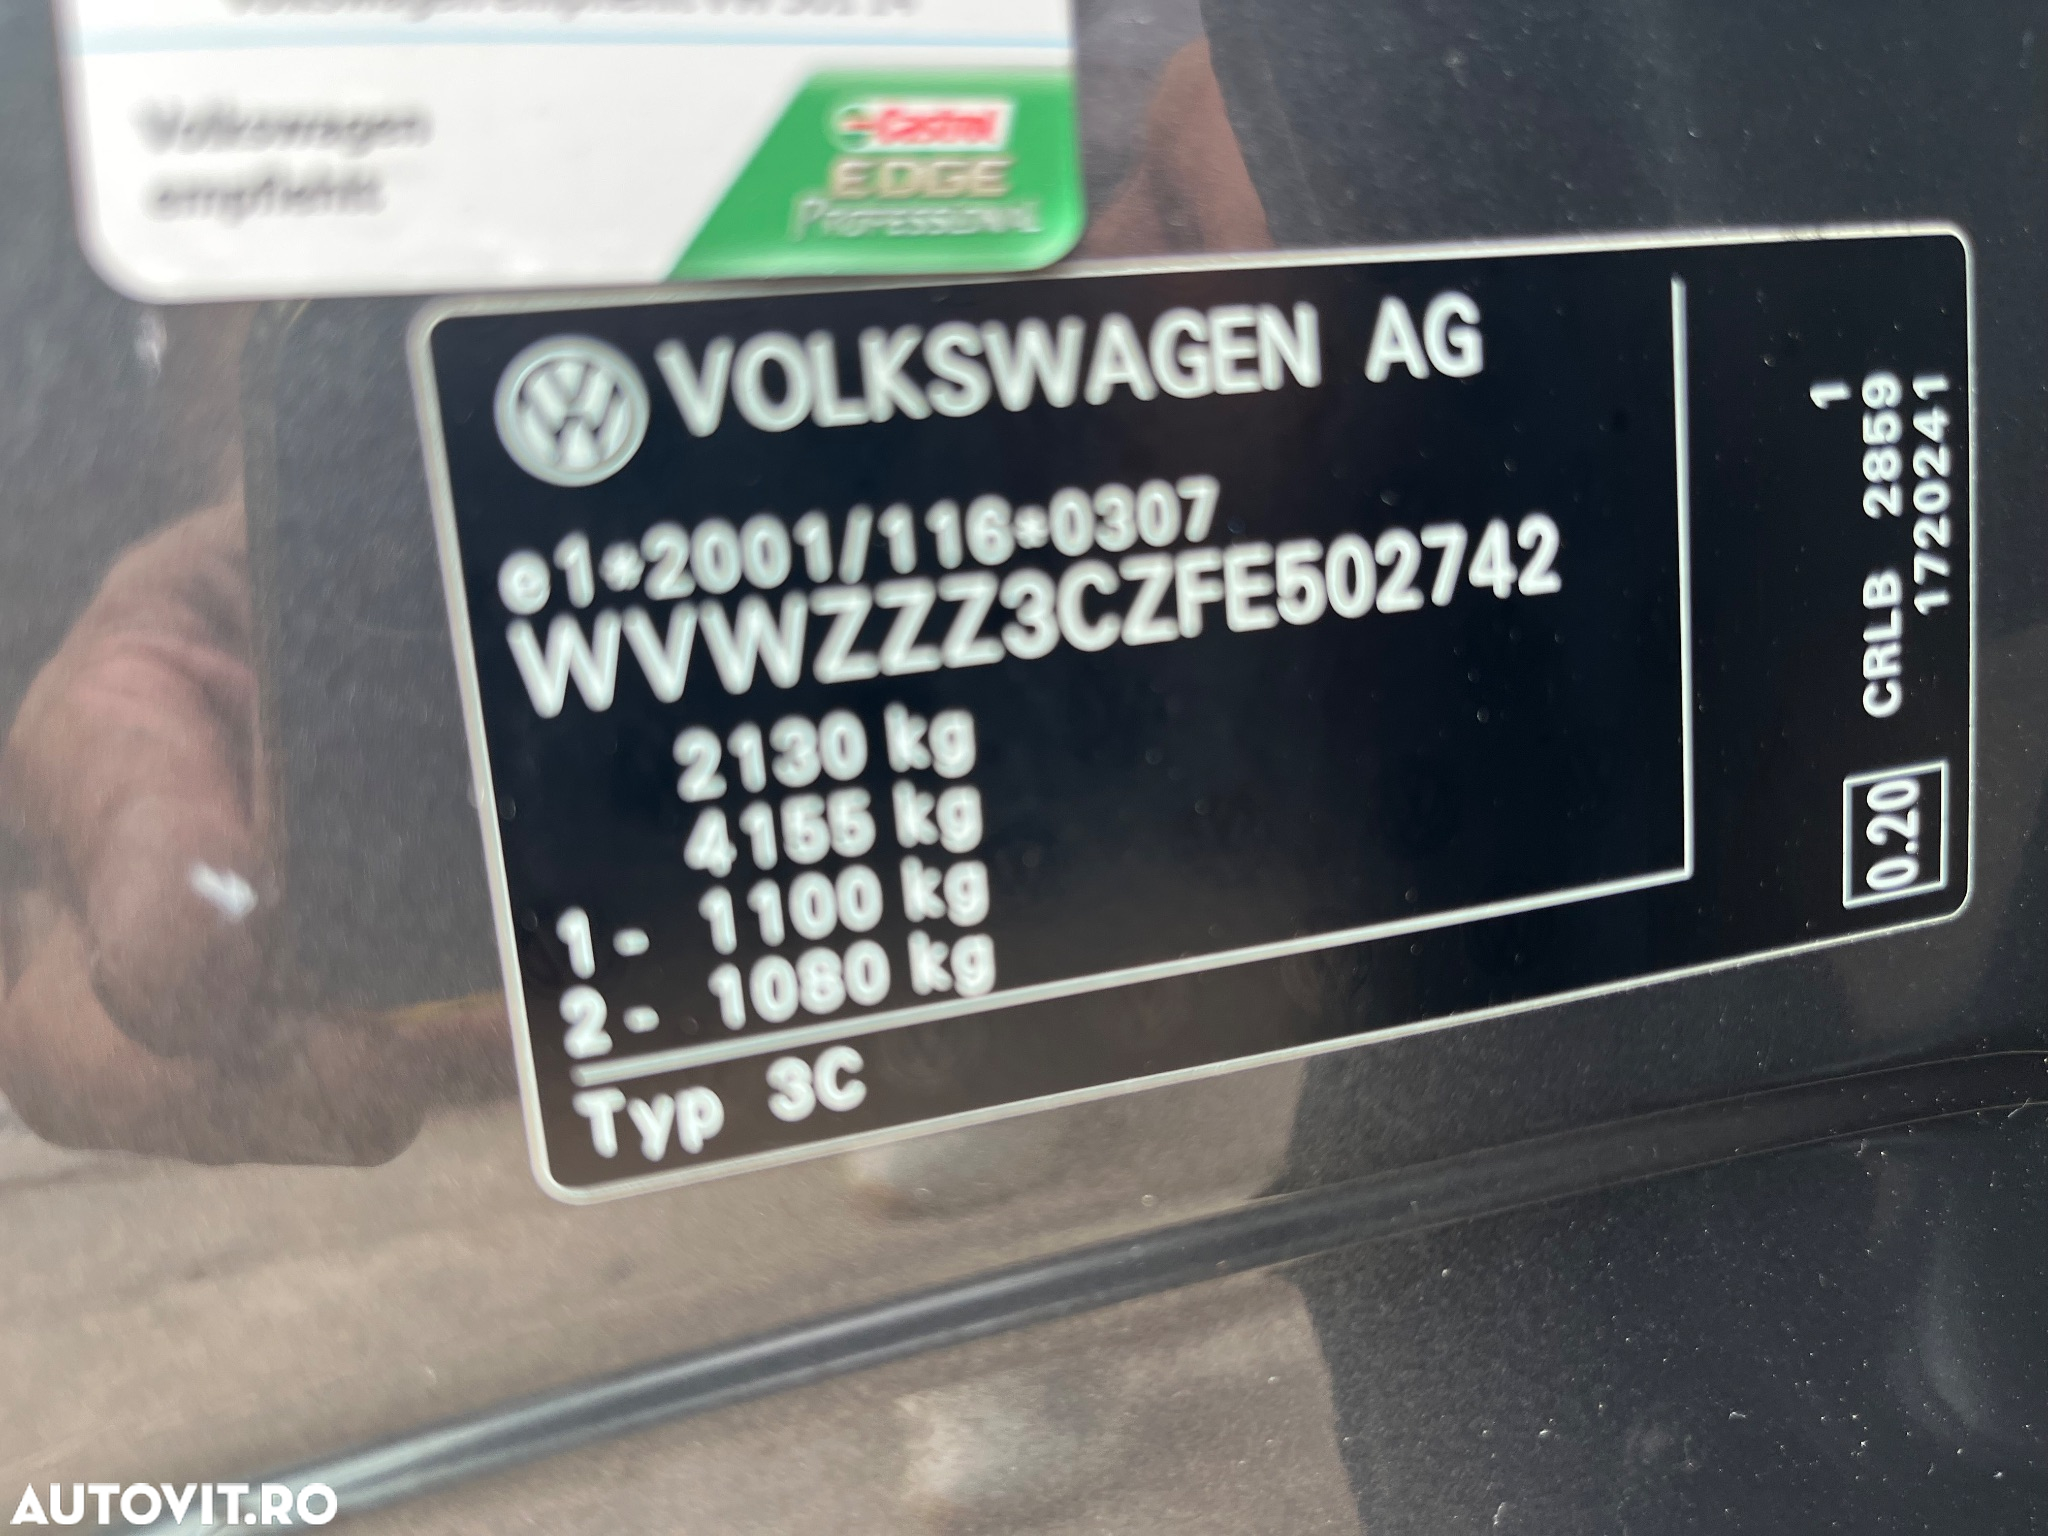 Volkswagen
empfiehlt.
Castrol
EDGE
PROFESSIONAL
VOLKSWAGEN AG
e1*2001/116*0307
WVWZZZ3CZFE502742
2130 kg
4155 kg
1- 1100 kg
2- 1080 kg
Typ 3C
1
CRLB 2859
1720241
0.20
AUTOVIT.RO